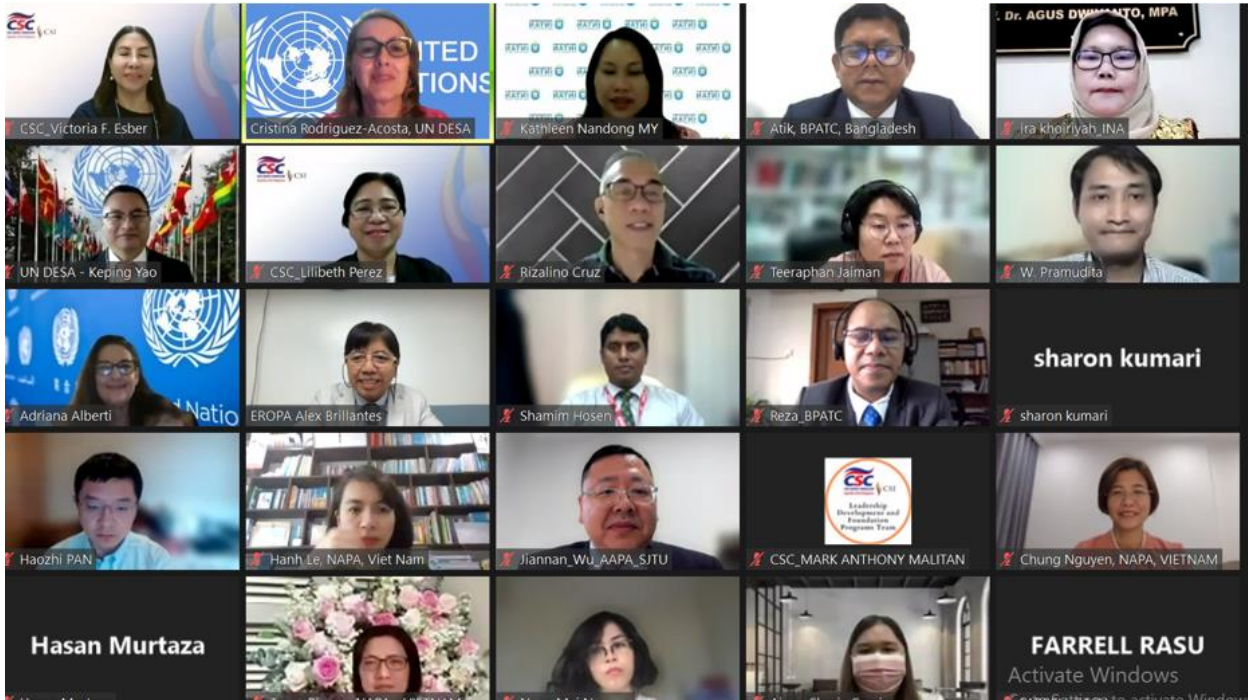 CSC CSI
CSC_Victoria F. Esber
UNITED
NATIONS
Cristina Rodriguez-Acosta, UN DESA
Kathleen Nandong MY
. Dr. AGUS DWIYANTO, MPA
Atik, BPATC, Bangladesh
Ira khoiriyah_INA
UN DESA - Keping Yao
CSC CSI
CSC_Lilibeth Perez
Rizalino Cruz
Teeraphan Jaiman
W. Pramudita
Adriana Alberti
EROPA Alex Brillantes
Shamim Hosen
Reza_BPATC
sharon kumari
sharon kumari
Haozhi PAN
Hanh Le, NAPA, Viet Nam
Jiannan_Wu_AAPA_SJTU
CSC CSI
Leadership
Development and
Foundation
Programs Team
CSC_MARK ANTHONY MALITAN
Chung Nguyen, NAPA, VIETNAM
Hasan Murtaza
FARRELL RASU
Activate Windows